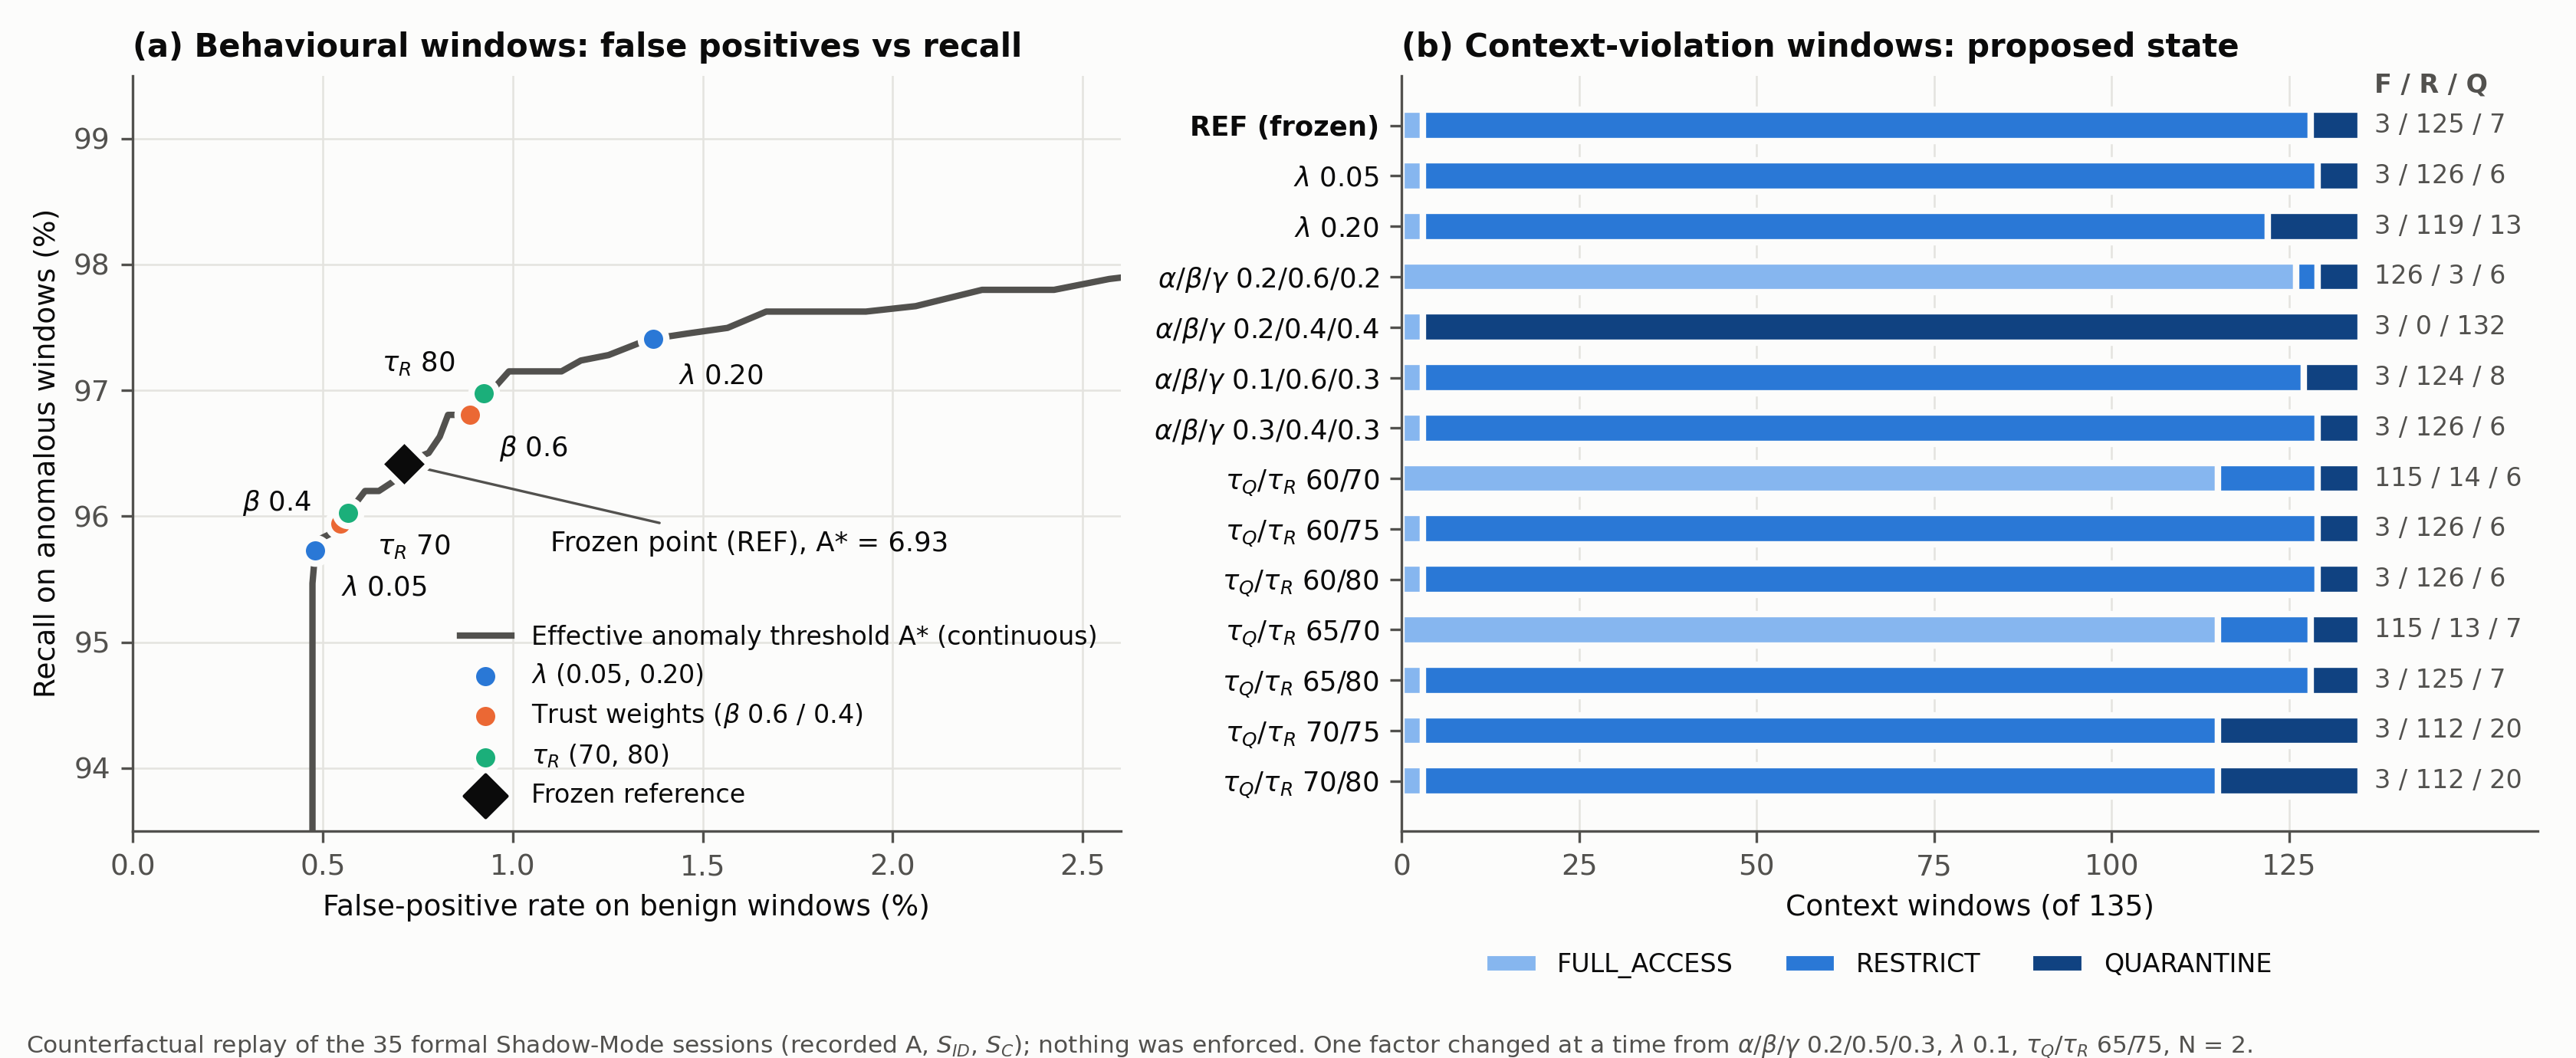 (a) Behavioural windows: false positives vs recall
Recall on anomalous windows (%)
99
98
97
96
95
94
τR 80
λ 0.20
β 0.6
β 0.4
τR 70
Frozen point (REF), A* = 6.93
λ 0.05
Effective anomaly threshold A* (continuous)
λ (0.05, 0.20)
Trust weights (β 0.6 / 0.4)
τR (70, 80)
Frozen reference
0.0 0.5 1.0 1.5 2.0 2.5
False-positive rate on benign windows (%)
(b) Context-violation windows: proposed state
F / R / Q
REF (frozen) 3 / 125 / 7
λ 0.05 3 / 126 / 6
λ 0.20 3 / 119 / 13
α/β/γ 0.2/0.6/0.2 126 / 3 / 6
α/β/γ 0.2/0.4/0.4 3 / 0 / 132
α/β/γ 0.1/0.6/0.3 3 / 124 / 8
α/β/γ 0.3/0.4/0.3 3 / 126 / 6
τQ/τR 60/70 115 / 14 / 6
τQ/τR 60/75 3 / 126 / 6
τQ/τR 60/80 3 / 126 / 6
τQ/τR 65/70 115 / 13 / 7
τQ/τR 65/80 3 / 125 / 7
τQ/τR 70/75 3 / 112 / 20
τQ/τR 70/80 3 / 112 / 20
0 25 50 75 100 125
Context windows (of 135)
FULL_ACCESS RESTRICT QUARANTINE
Counterfactual replay of the 35 formal Shadow-Mode sessions (recorded A, SID, SC); nothing was enforced. One factor changed at a time from α/β/γ 0.2/0.5/0.3, λ 0.1, τQ/τR 65/75, N = 2.